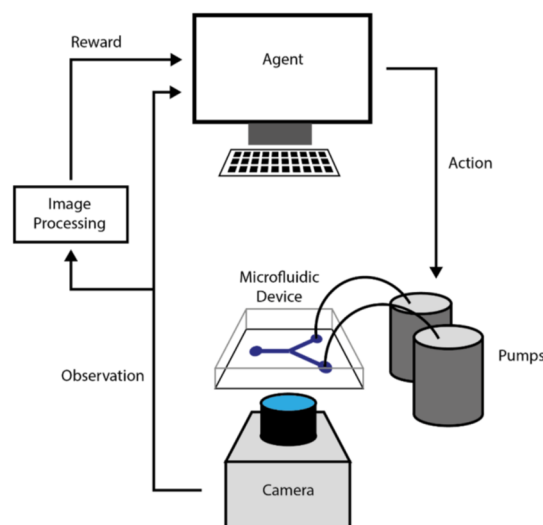 Reward
Agent
Action
Image
Processing
Microfluidic
Device
Pumps
Observation
Camera